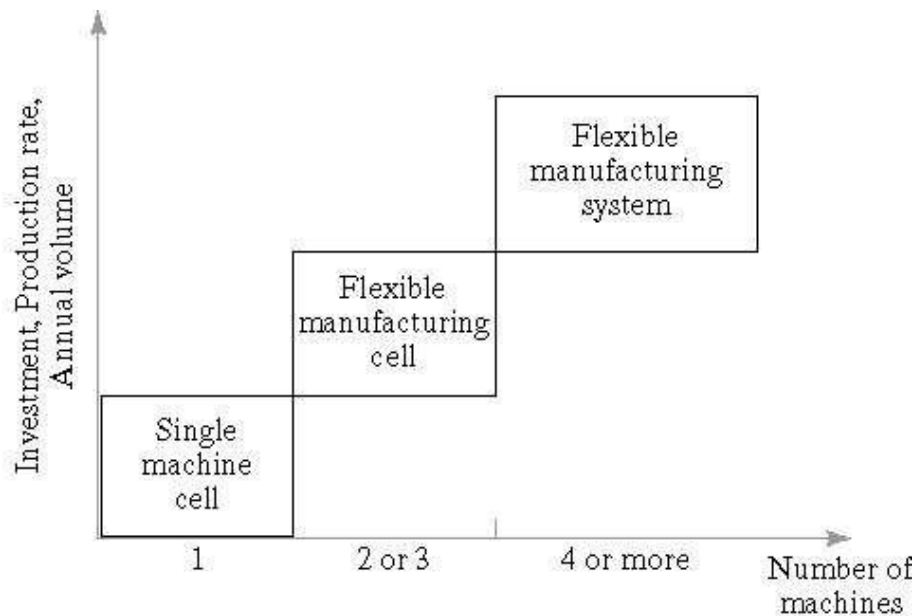 Investment, Production rate,
Annual volume
Flexible
manufacturing
system
Flexible
manufacturing
cell
Single
machine
cell
1
2 or 3
4 or more
Number of
machines